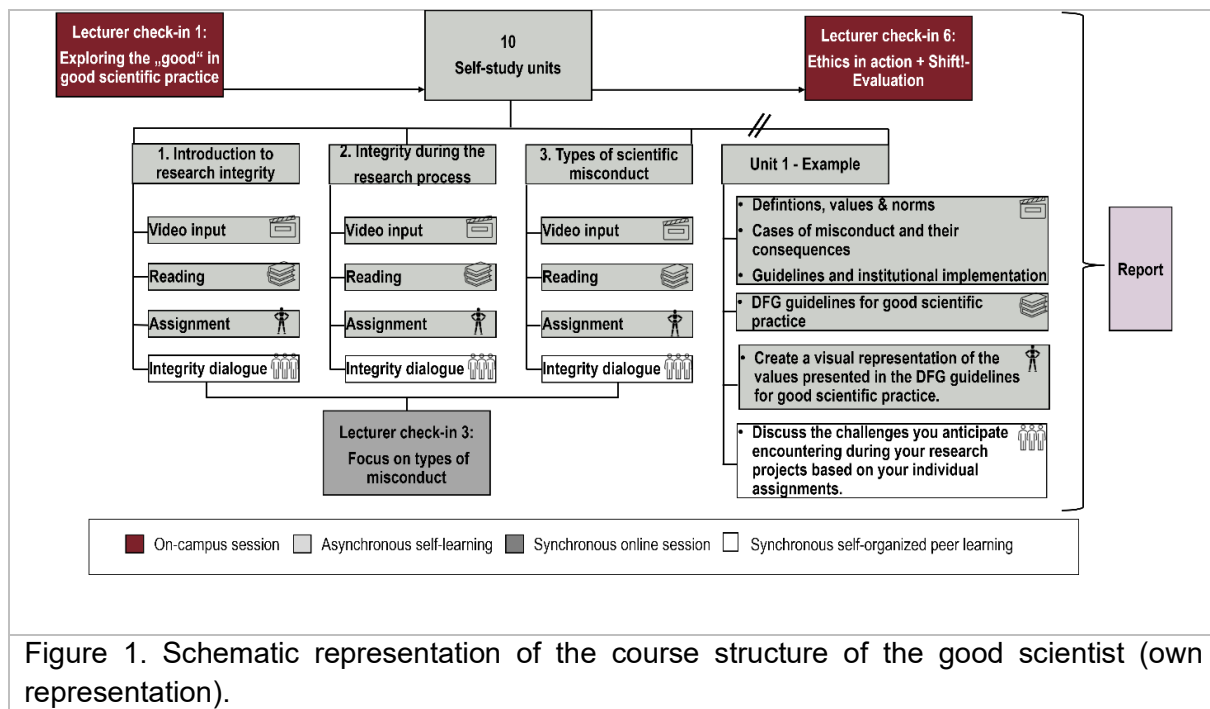 Lecturer check-in 1:
Exploring the „good“ in
good scientific practice
10
Self-study units
Lecturer check-in 6:
Ethics in action + Shift!-
Evaluation
1. Introduction to
research integrity
Video input
Reading
Assignment
Integrity dialogue
2. Integrity during the
research process
Video input
Reading
Assignment
Integrity dialogue
3. Types of scientific
misconduct
Video input
Reading
Assignment
Integrity dialogue
Lecturer check-in 3:
Focus on types of
misconduct
Unit 1 - Example
• Defintions, values & norms
• Cases of misconduct and their
consequences
• Guidelines and institutional implementation
• DFG guidelines for good scientific
practice
• Create a visual representation of the
values presented in the DFG guidelines
for good scientific practice.
• Discuss the challenges you anticipate
encountering during your research
projects based on your individual
assignments.
Report
On-campus session
Asynchronous self-learning
Synchronous online session
Synchronous self-organized peer learning
Figure 1. Schematic representation of the course structure of the good scientist (own
representation).